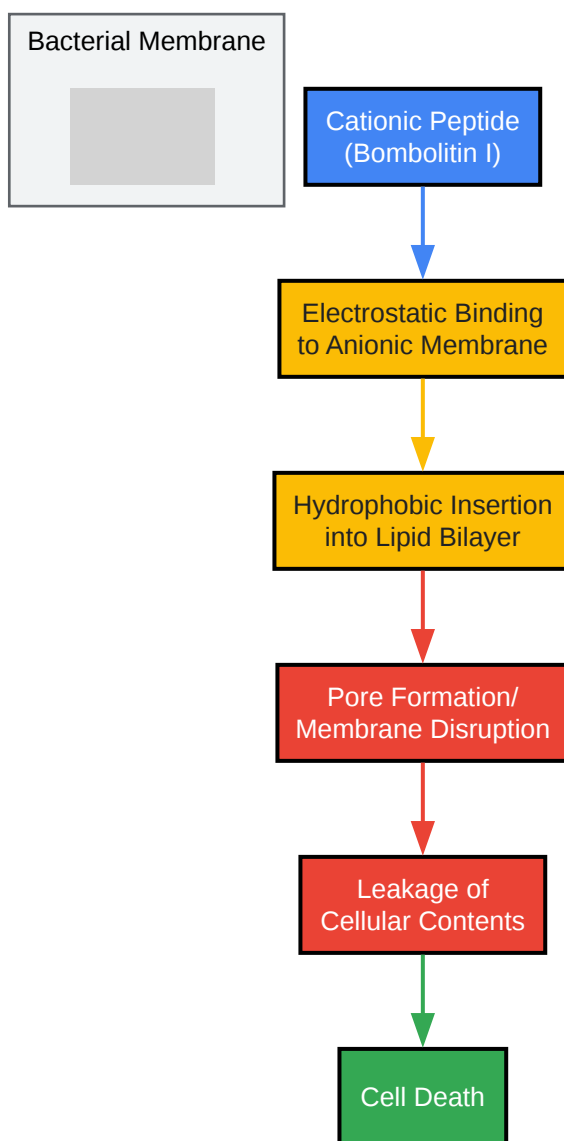 Bacterial Membrane
Cationic Peptide
(Bombolitin I)
Electrostatic Binding
to Anionic Membrane
Hydrophobic Insertion
into Lipid Bilayer
Pore Formation/
Membrane Disruption
Leakage of
Cellular Contents
Cell Death